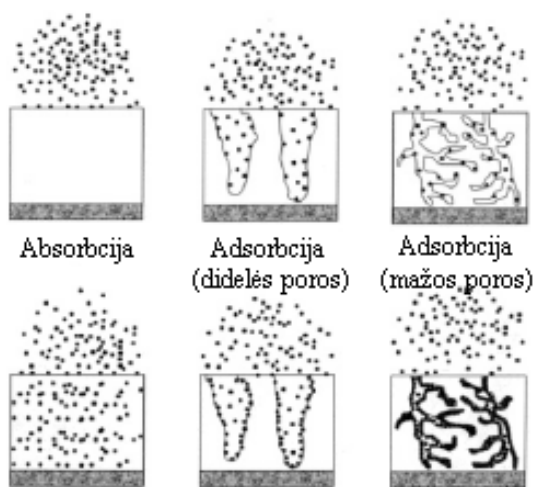 Absorbcija
Adsorbcija
(didelės poros)
Adsorbcija
(mažos poros)